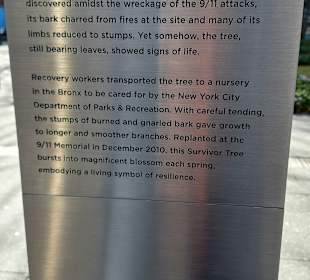 discovered amidst the wreckage of the 9/11 attacks,
its bark charred from fires at the site and many of its
limbs reduced to stumps. Yet somehow, the tree,
still bearing leaves, showed signs of life.
Recovery workers transported the tree to a nursery
in the Bronx to be cared for by the New York City
Department of Parks & Recreation. With careful tending,
the stumps of burned and gnarled bark gave growth
to longer and smoother branches. Replanted at the
9/11 Memorial in December 2010, this Survivor Tree
bursts into magnificent blossom each spring,
embodying a living symbol of resilience.